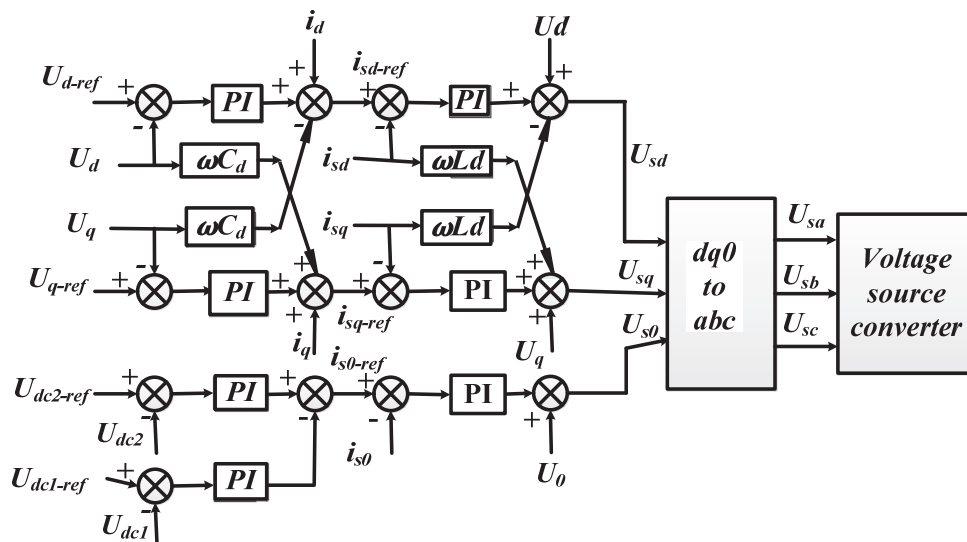 i_d
Ud
U_d-ref
+
-
PI
+
+
-
i_sd-ref
+
-
PI
+
+
-
U_d
ωC_d
i_sd
ωLd
U_sd
U_q
ωC_d
i_sq
ωLd
U_q-ref
+
-
PI
+
+
+
i_q
i_sq-ref
+
-
PI
+
+
+
U_q
U_sq
U_s0
dq0
to
abc
U_sa
U_sb
U_sc
Voltage
source
converter
U_dc2-ref
+
-
U_dc2
PI
+
-
i_s0-ref
+
-
i_s0
PI
+
+
U_0
U_dc1-ref
+
-
U_dc1
PI